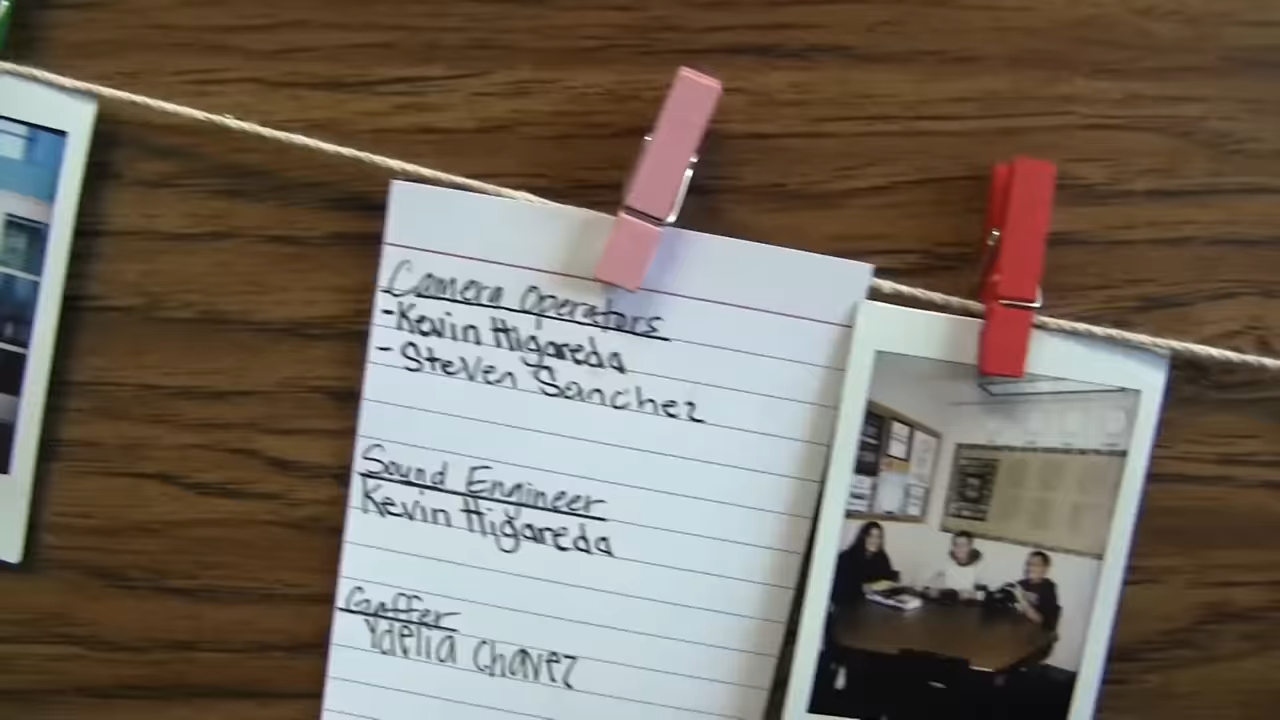 Camera Operators
-Kevin Higareda
-Steven Sanchez
Sound Engineer
Kevin Higareda
Gaffer
Ydelia Chavez